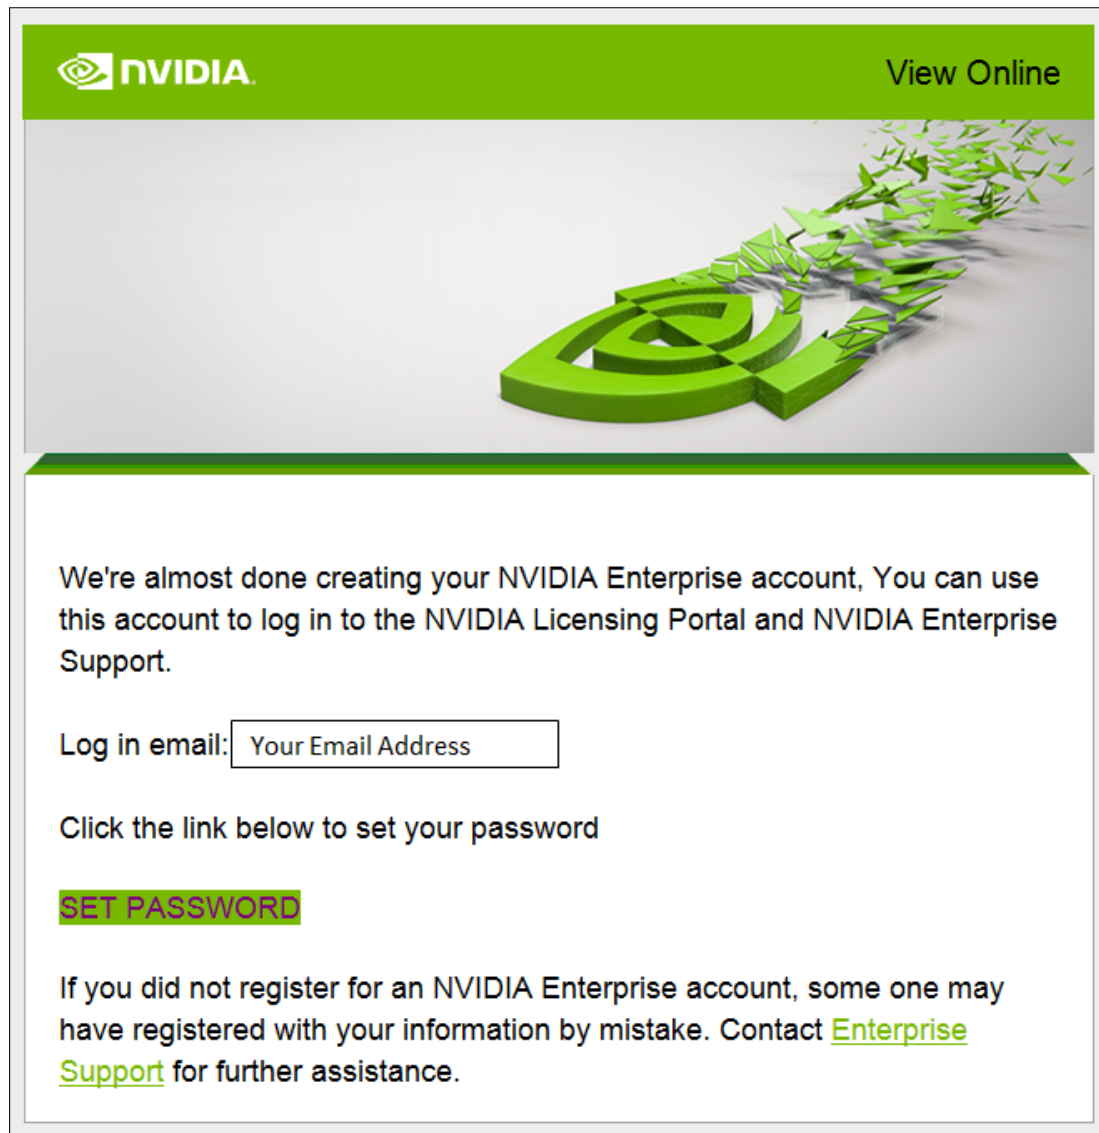 NVIDIA.
View Online
We're almost done creating your NVIDIA Enterprise account, You can use
this account to log in to the NVIDIA Licensing Portal and NVIDIA Enterprise
Support.
Log in email: Your Email Address
Click the link below to set your password
SET PASSWORD
If you did not register for an NVIDIA Enterprise account, some one may
have registered with your information by mistake. Contact Enterprise
Support for further assistance.